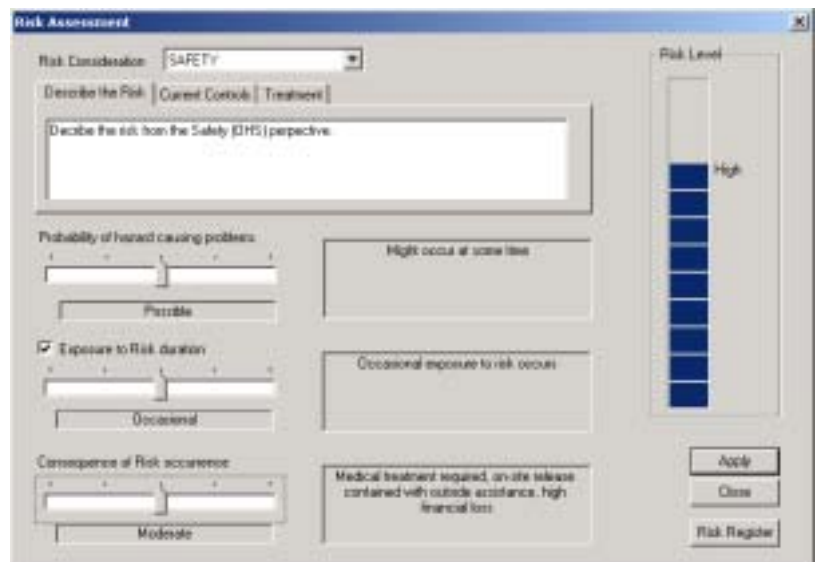 Risk Assessment
Risk Consideration SAFETY
Describe the Risk Current Controls Treatment
Decribe the risk from the Safety (OHS) perpective.
Risk Level
High
Probability of hazard causing problems
Possible
Might occur at some time
Exposure to Risk duration
Occasional
Occasional exposure to risk occurs
Consequence of Risk occurrence
Moderate
Medical treatment required, on-site release
contained with outside assistance, high
financial loss
Apply
Close
Risk Register